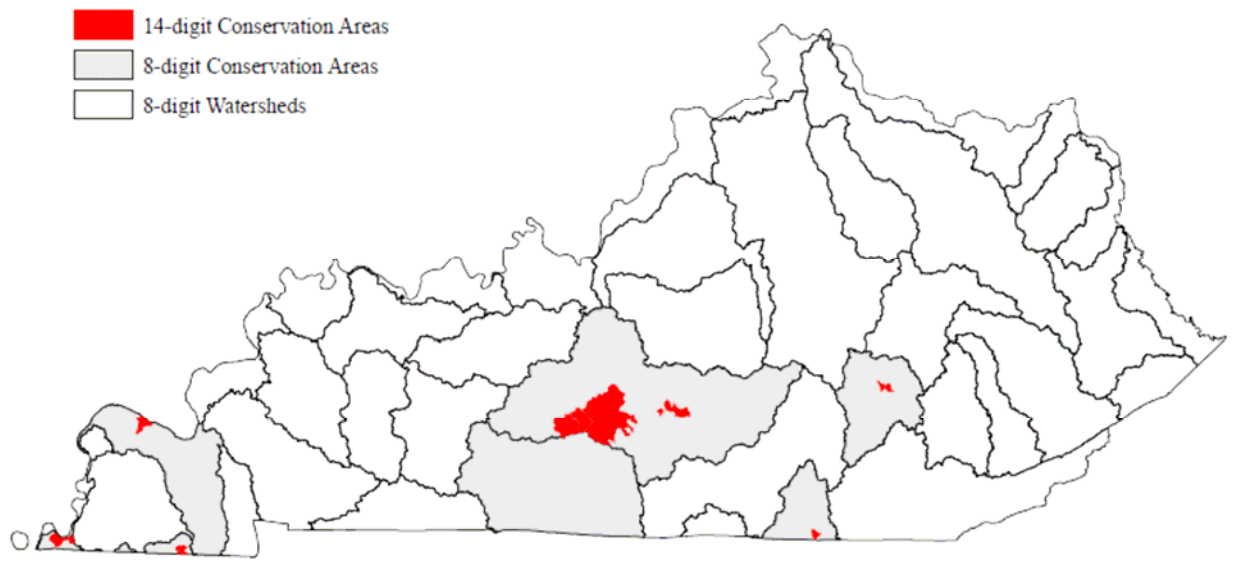 14-digit Conservation Areas
8-digit Conservation Areas
8-digit Watersheds